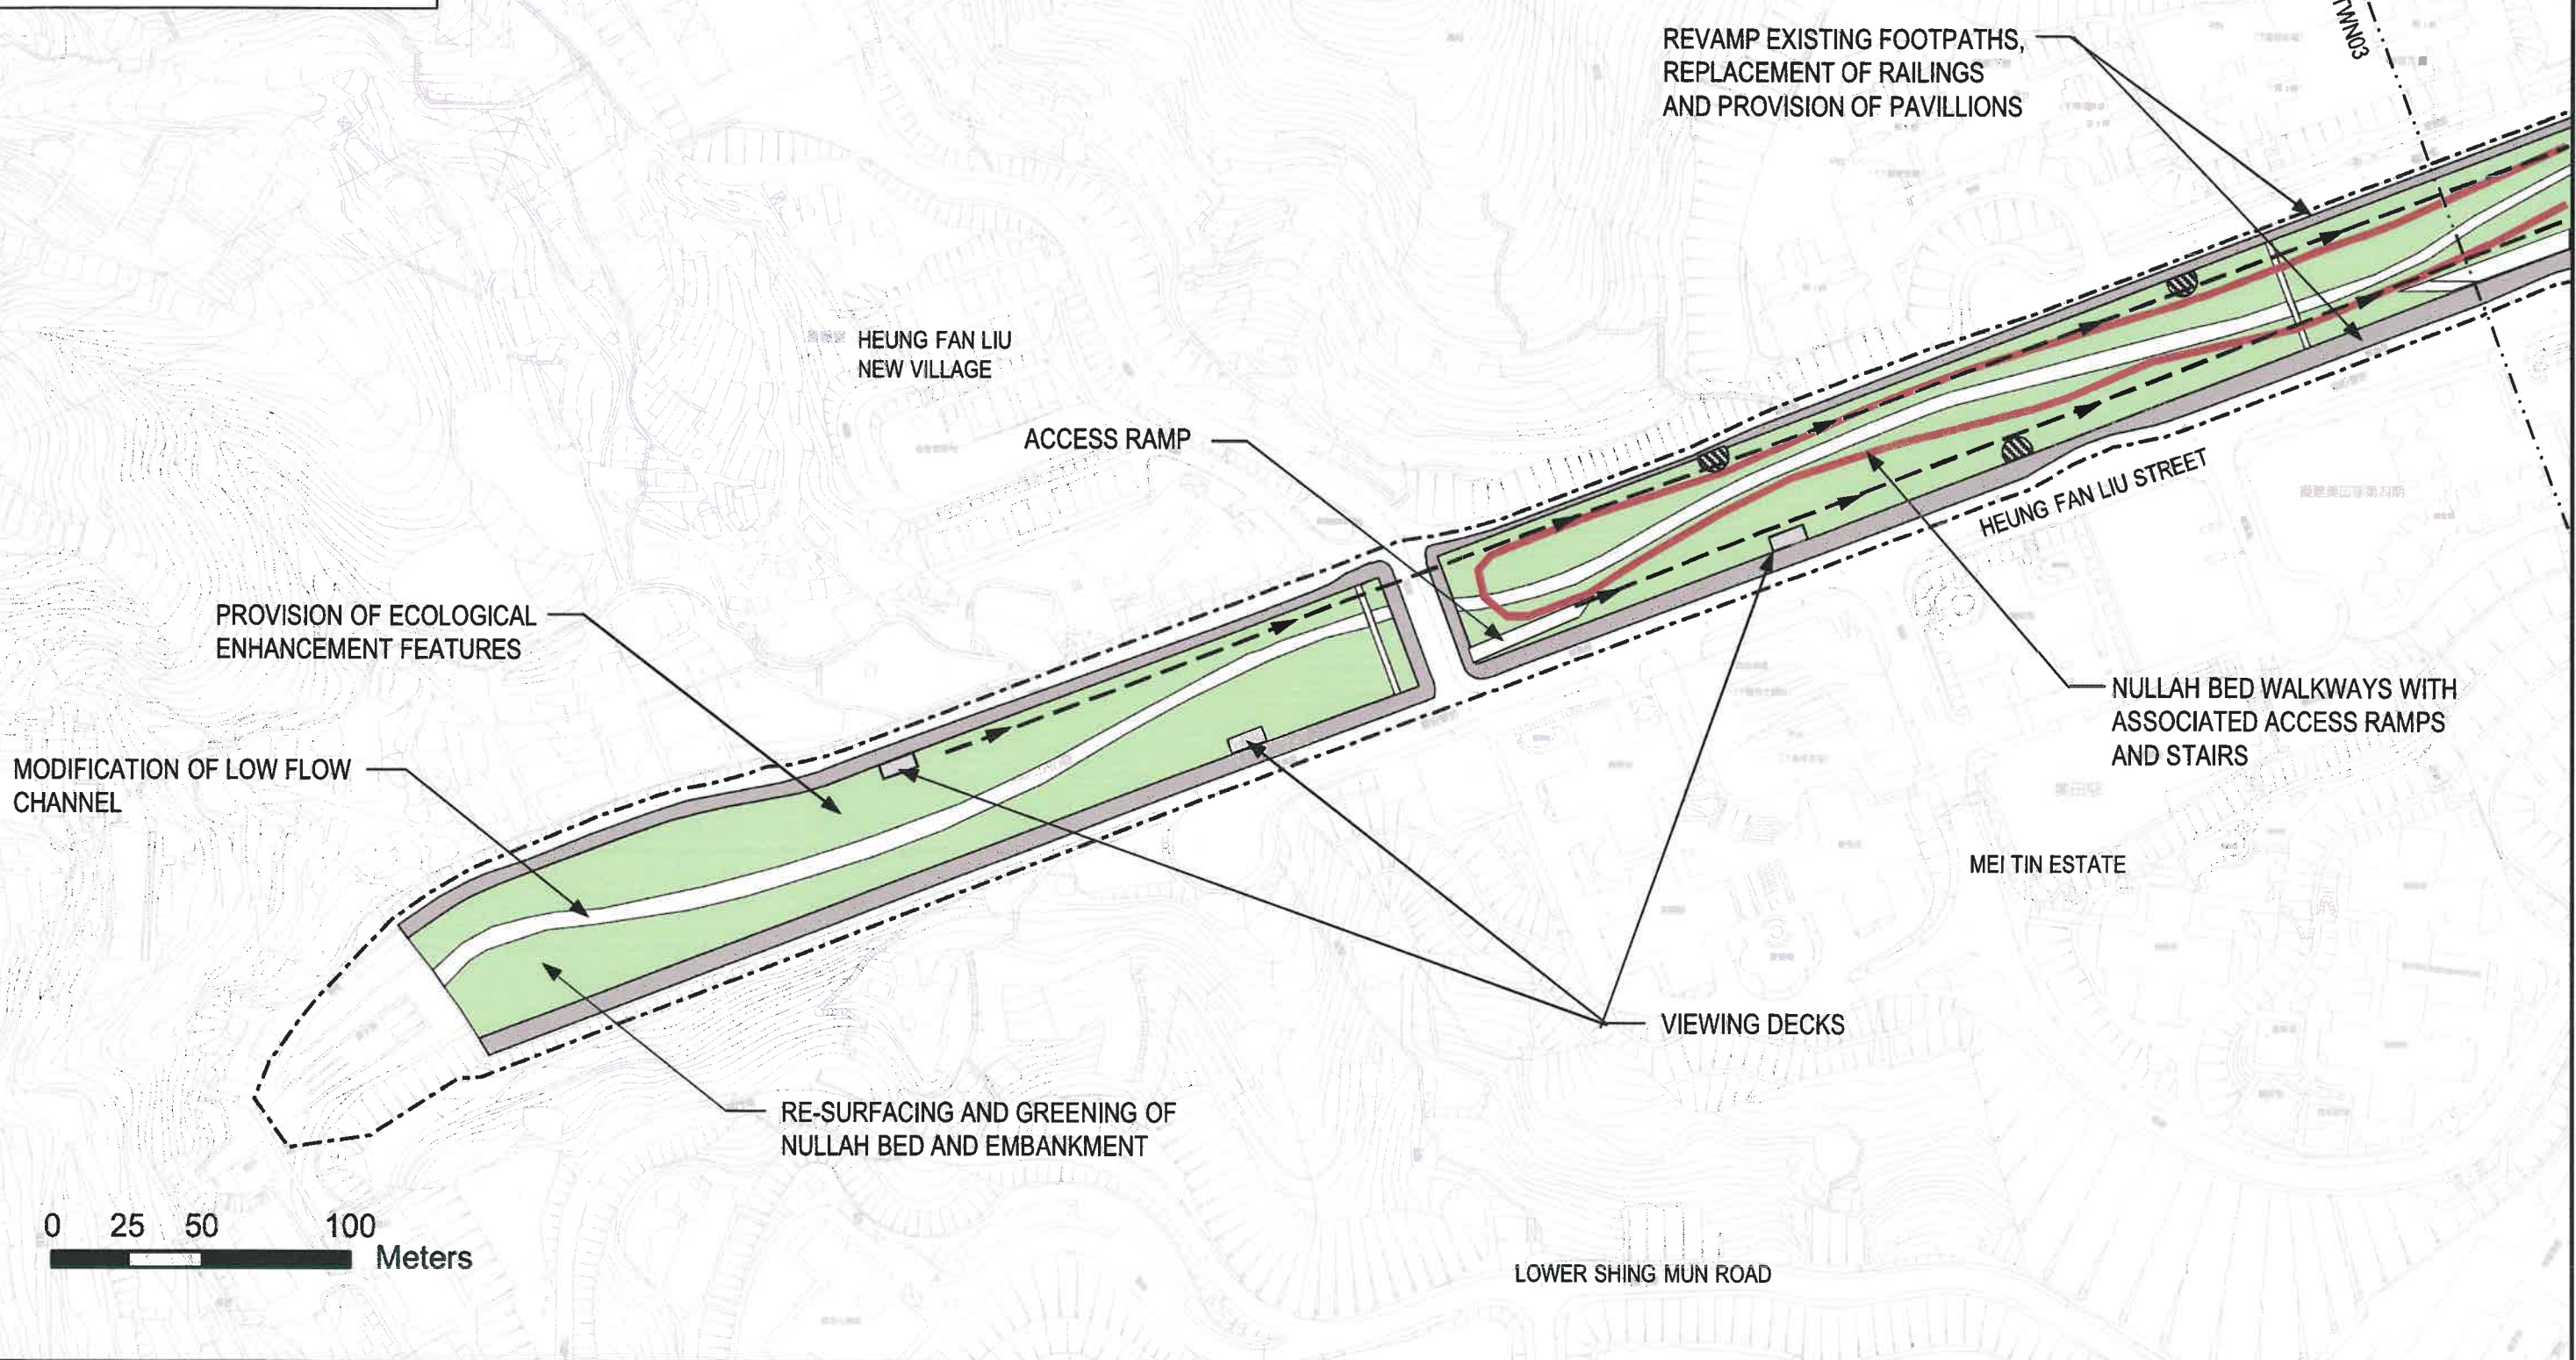 REVAMP EXISTING FOOTPATHS,
REPLACEMENT OF RAILINGS
AND PROVISION OF PAVILLIONS
TWN03
HEUNG FAN LIU
NEW VILLAGE
ACCESS RAMP
HEUNG FAN LIU STREET
PROVISION OF ECOLOGICAL
ENHANCEMENT FEATURES
NULLAH BED WALKWAYS WITH
ASSOCIATED ACCESS RAMPS
AND STAIRS
MODIFICATION OF LOW FLOW
CHANNEL
MEI TIN ESTATE
VIEWING DECKS
RE-SURFACING AND GREENING OF
NULLAH BED AND EMBANKMENT
0 25 50 100
Meters
LOWER SHING MUN ROAD